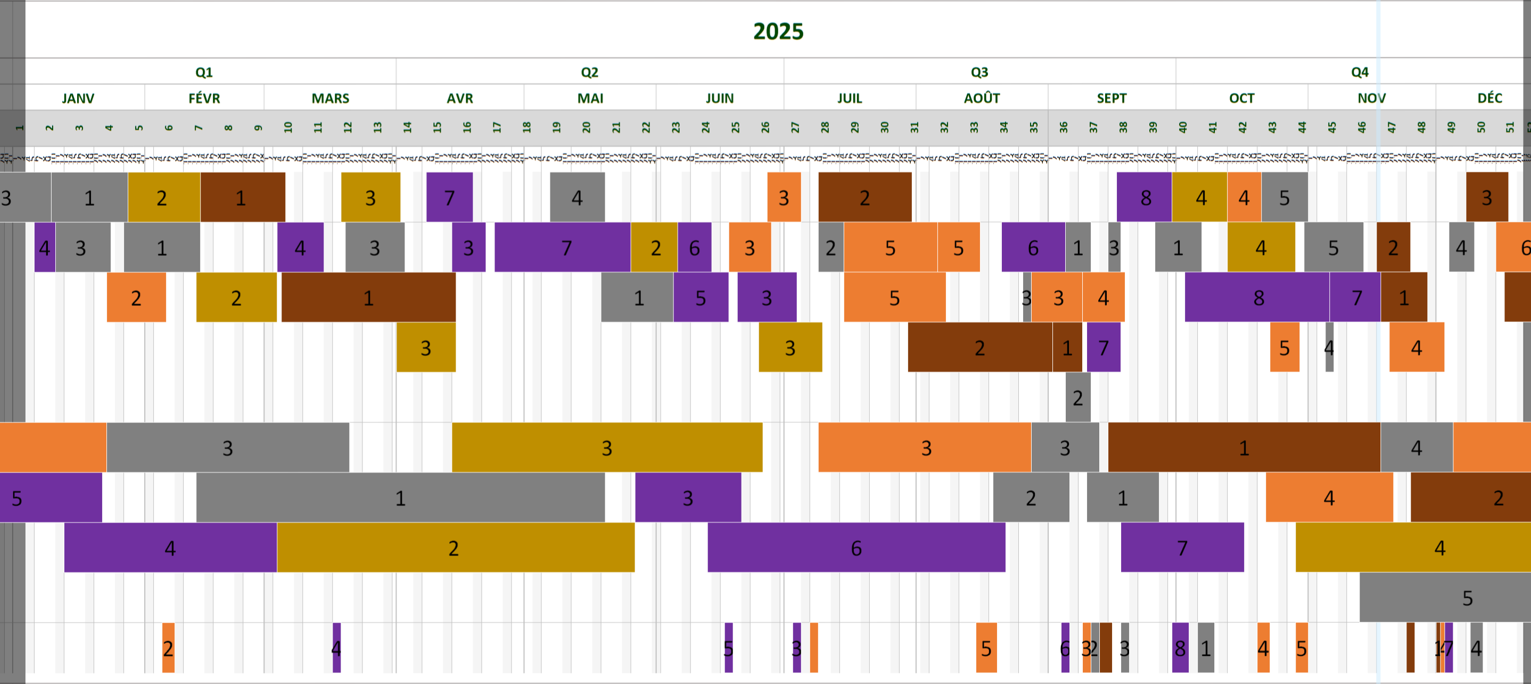 2025
Q1 Q2 Q3 Q4
JANV FÉVR MARS AVR MAI JUIN JUIL AOÛT SEPT OCT NOV DÉC
1 2 3 4 5 6 7 8 9 10 11 12 13 14 15 16 17 18 19 20 21 22 23 24 25 26 27 28 29 30 31 32 33 34 35 36 37 38 39 40 41 42 43 44 45 46 47 48 49 50 51
3 1 2 1 3 7 4 3 2 8 4 4 5 3
4 3 1 4 3 3 7 2 6 3 2 5 5 6 1 3 1 4 5 2 4 6
2 2 1 1 5 3 5 3 3 4 8 7 1
3 3 2 1 7 5 4 4
2
3 3 3 3 1 4
5 1 3 2 1 4 2
4 2 6 7 4
5
2 4 5 3 5 6 3 2 3 8 1 4 5 1 4 7 4